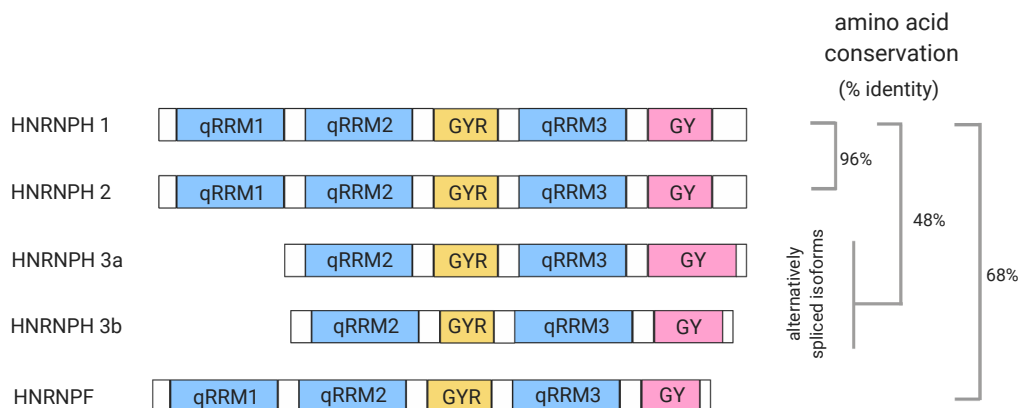 amino acid
conservation
(% identity)
HNRNPH 1
qRRM1 qRRM2 GYR qRRM3 GY
96%
HNRNPH 2
qRRM1 qRRM2 GYR qRRM3 GY
48%
HNRNPH 3a
qRRM2 GYR qRRM3 GY
alternatively
spliced isoforms
68%
HNRNPH 3b
qRRM2 GYR qRRM3 GY
HNRNPF
qRRM1 qRRM2 GYR qRRM3 GY